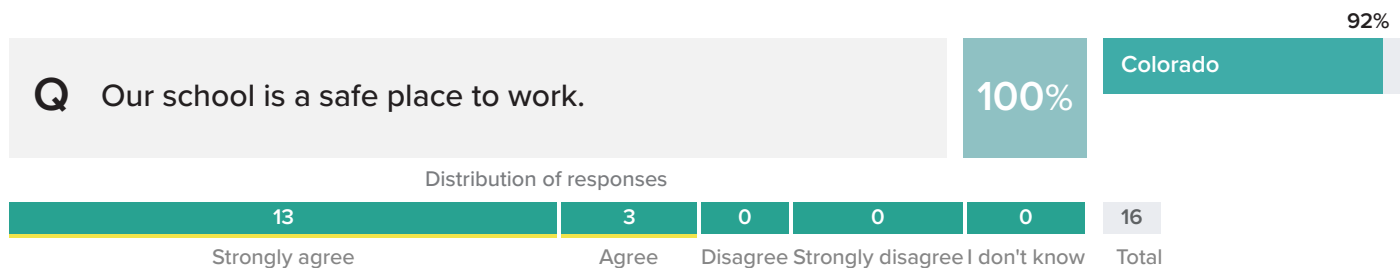 92%
Q Our school is a safe place to work.
100%
Colorado
Distribution of responses
13 3 0 0 0 16
Strongly agree Agree Disagree Strongly disagree I don't know Total